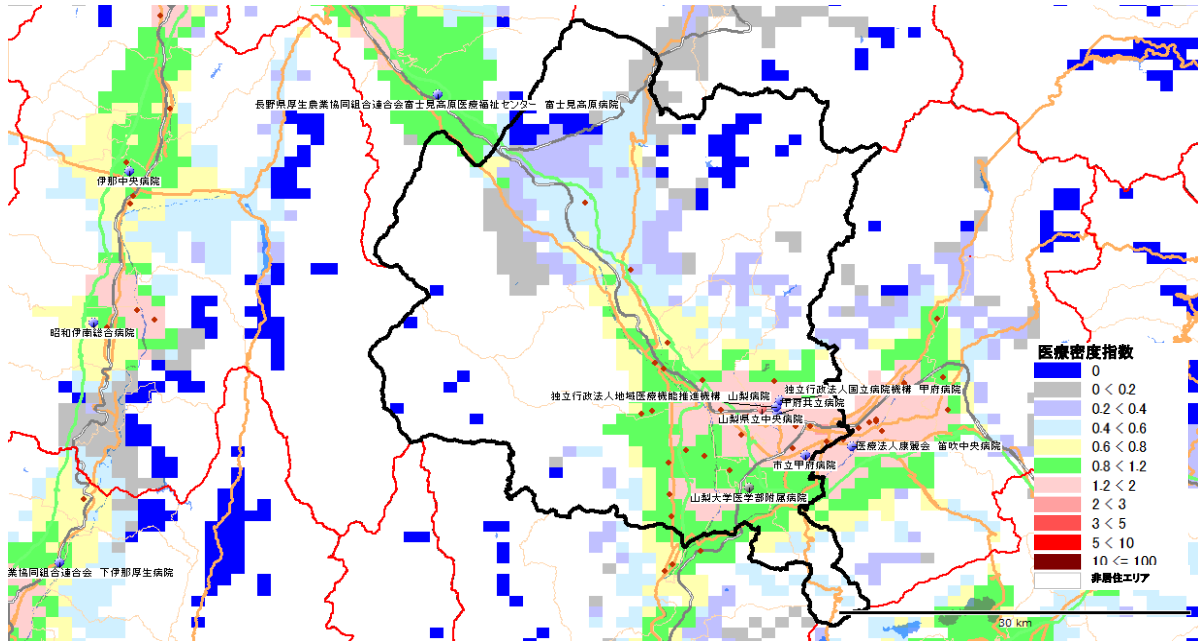 長野県厚生農業協同組合連合会富士見高原医療福祉センター 富士見高原病院
伊那中央病院
昭和伊南総合病院
医療密度指数
0
0 < 0.2
0.2 < 0.4
0.4 < 0.6
0.6 < 0.8
0.8 < 1.2
1.2 < 2
2 < 3
3 < 5
5 < 10
10 <= 100
非居住エリア
独立行政法人国立病院機構 甲府病院
独立行政法人地域医療機能推進機構 山梨病院
甲府共立病院
山梨県立中央病院
医療法人康麗会 笛吹中央病院
市立甲府病院
山梨大学医学部附属病院
業協同組合連合会 下伊那厚生病院
30 km